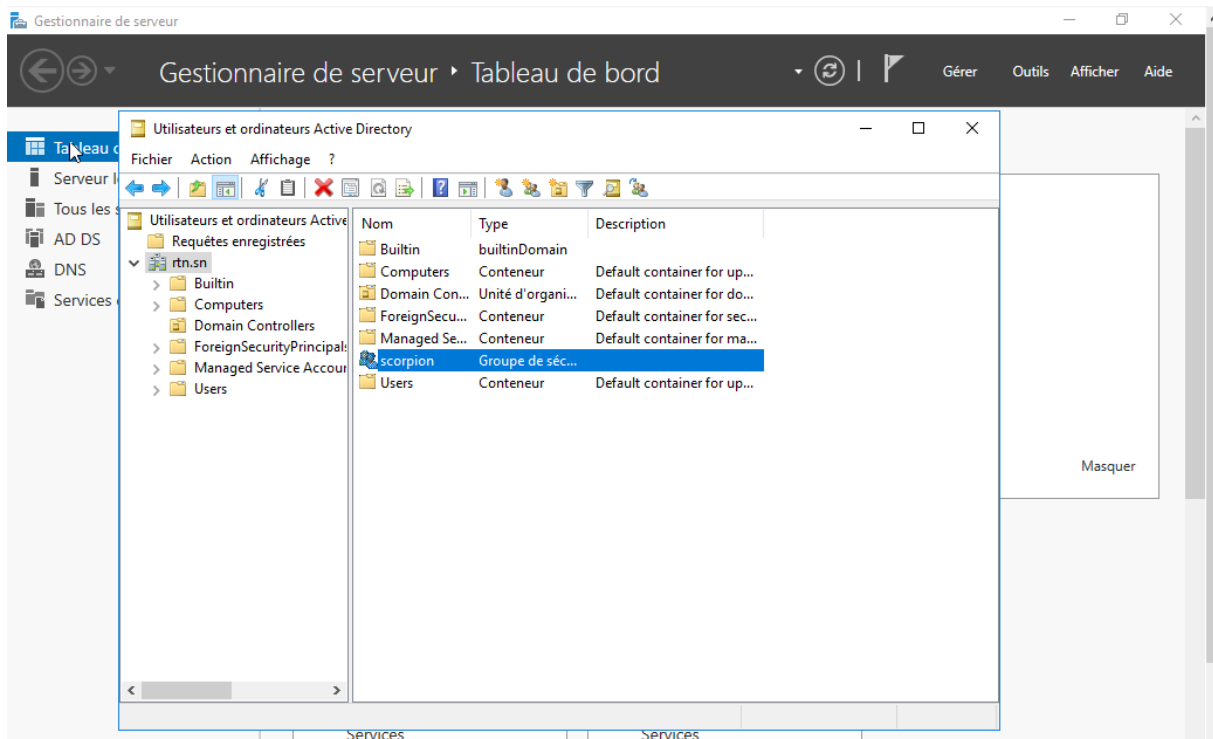 Gestionnaire de serveur
Gestionnaire de serveur ‣ Tableau de bord
Gérer Outils Afficher Aide
Tableau d
Serveur l
Tous les s
AD DS
DNS
Services
Utilisateurs et ordinateurs Active Directory
Fichier Action Affichage ?
Utilisateurs et ordinateurs Active
Requêtes enregistrées
rtn.sn
Builtin
Computers
Domain Controllers
ForeignSecurityPrincipals
Managed Service Accour
Users
Nom Type Description
Builtin builtinDomain
Computers Conteneur Default container for up...
Domain Con... Unité d'organi... Default container for do...
ForeignSecu... Conteneur Default container for sec...
Managed Se... Conteneur Default container for ma...
scorpion Groupe de séc...
Users Conteneur Default container for up...
Masquer
Services Services